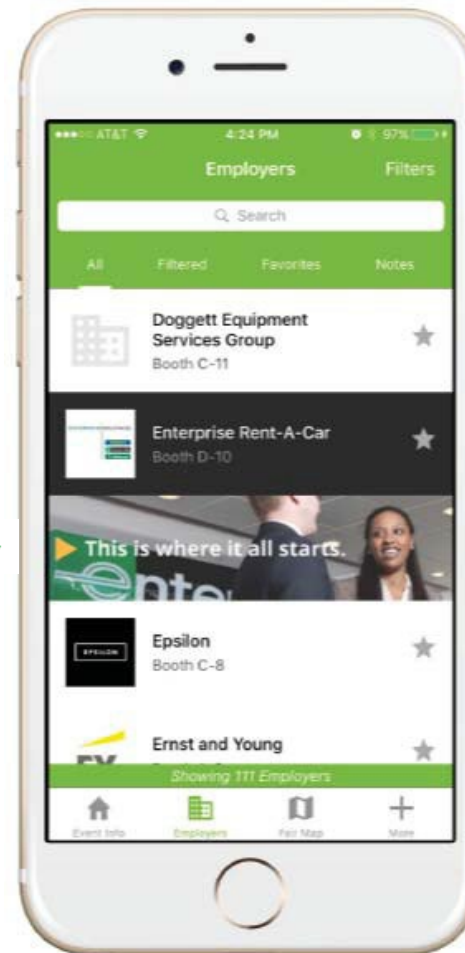 AT&T 4:24 PM 97%
Employers Filters
Search
All Filtered Favorites Notes
Doggett Equipment
Services Group
Booth C-11
Enterprise Rent-A-Car
Booth D-10
This is where it all starts.
ente
EPSILON
Epsilon
Booth C-8
Ernst and Young
EY
Showing 111 Employers
Event Info Employers Fair Map More